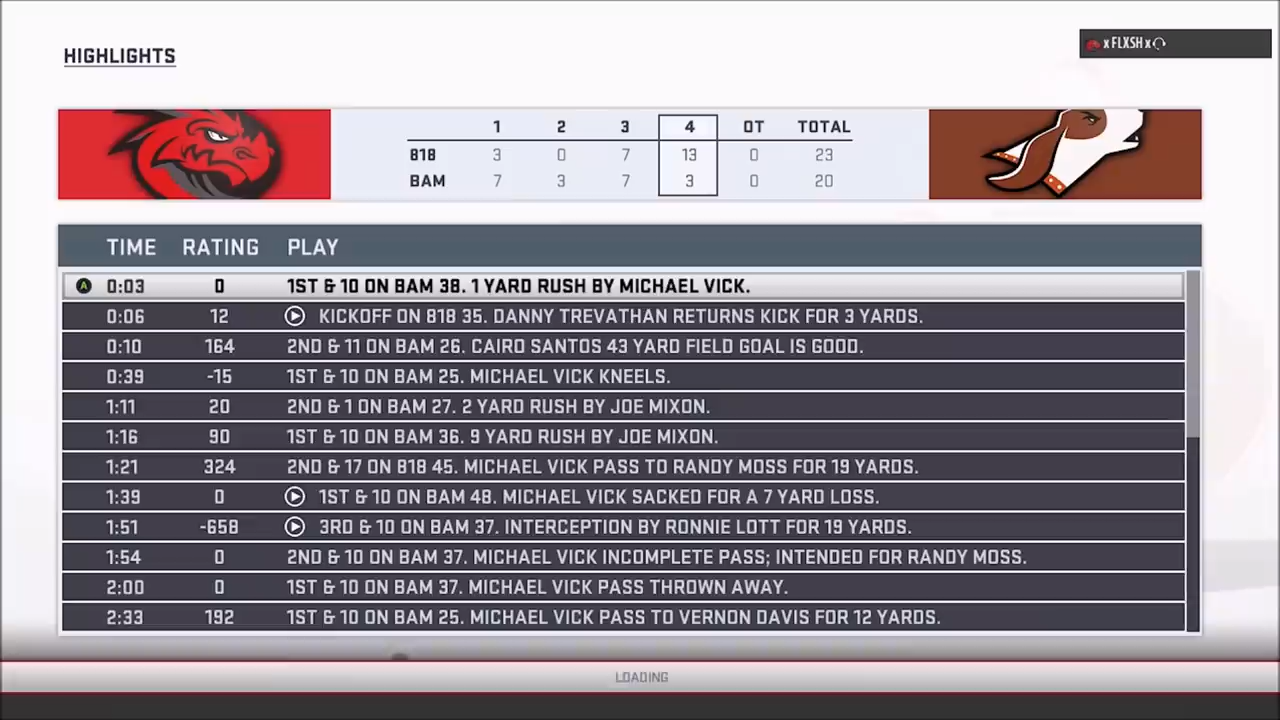 HIGHLIGHTS
x FLXSH x
1 2 3 4 OT TOTAL
818 3 0 7 13 0 23
BAM 7 3 7 3 0 20
TIME RATING PLAY
A 0:03 0 1ST & 10 ON BAM 38. 1 YARD RUSH BY MICHAEL VICK.
0:06 12 KICKOFF ON 818 35. DANNY TREVATHAN RETURNS KICK FOR 3 YARDS.
0:10 164 2ND & 11 ON BAM 26. CAIRO SANTOS 43 YARD FIELD GOAL IS GOOD.
0:39 -15 1ST & 10 ON BAM 25. MICHAEL VICK KNEELS.
1:11 20 2ND & 1 ON BAM 27. 2 YARD RUSH BY JOE MIXON.
1:16 90 1ST & 10 ON BAM 36. 9 YARD RUSH BY JOE MIXON.
1:21 324 2ND & 17 ON 818 45. MICHAEL VICK PASS TO RANDY MOSS FOR 19 YARDS.
1:39 0 1ST & 10 ON BAM 48. MICHAEL VICK SACKED FOR A 7 YARD LOSS.
1:51 -658 3RD & 10 ON BAM 37. INTERCEPTION BY RONNIE LOTT FOR 19 YARDS.
1:54 0 2ND & 10 ON BAM 37. MICHAEL VICK INCOMPLETE PASS; INTENDED FOR RANDY MOSS.
2:00 0 1ST & 10 ON BAM 37. MICHAEL VICK PASS THROWN AWAY.
2:33 192 1ST & 10 ON BAM 25. MICHAEL VICK PASS TO VERNON DAVIS FOR 12 YARDS.
LOADING